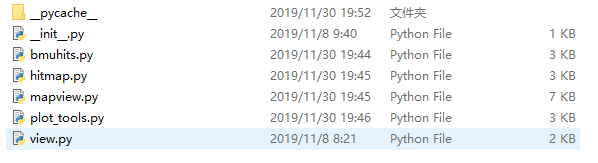 __pycache__ 2019/11/30 19:52 文件夹
__init__.py 2019/11/8 9:40 Python File 1 KB
bmuhits.py 2019/11/30 19:44 Python File 3 KB
hitmap.py 2019/11/30 19:45 Python File 3 KB
mapview.py 2019/11/30 19:45 Python File 7 KB
plot_tools.py 2019/11/30 19:46 Python File 3 KB
view.py 2019/11/8 8:21 Python File 2 KB